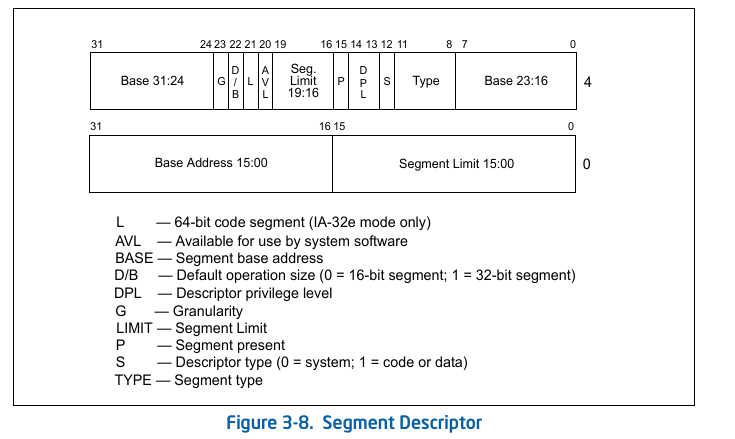 31 24 23 22 21 20 19 16 15 14 13 12 11 8 7 0
Base 31:24 G D/B L AVL Seg. Limit 19:16 P DPL S Type Base 23:16 4
31 16 15 0
Base Address 15:00 Segment Limit 15:00 0
L — 64-bit code segment (IA-32e mode only)
AVL — Available for use by system software
BASE — Segment base address
D/B — Default operation size (0 = 16-bit segment; 1 = 32-bit segment)
DPL — Descriptor privilege level
G — Granularity
LIMIT — Segment Limit
P — Segment present
S — Descriptor type (0 = system; 1 = code or data)
TYPE — Segment type
Figure 3-8. Segment Descriptor